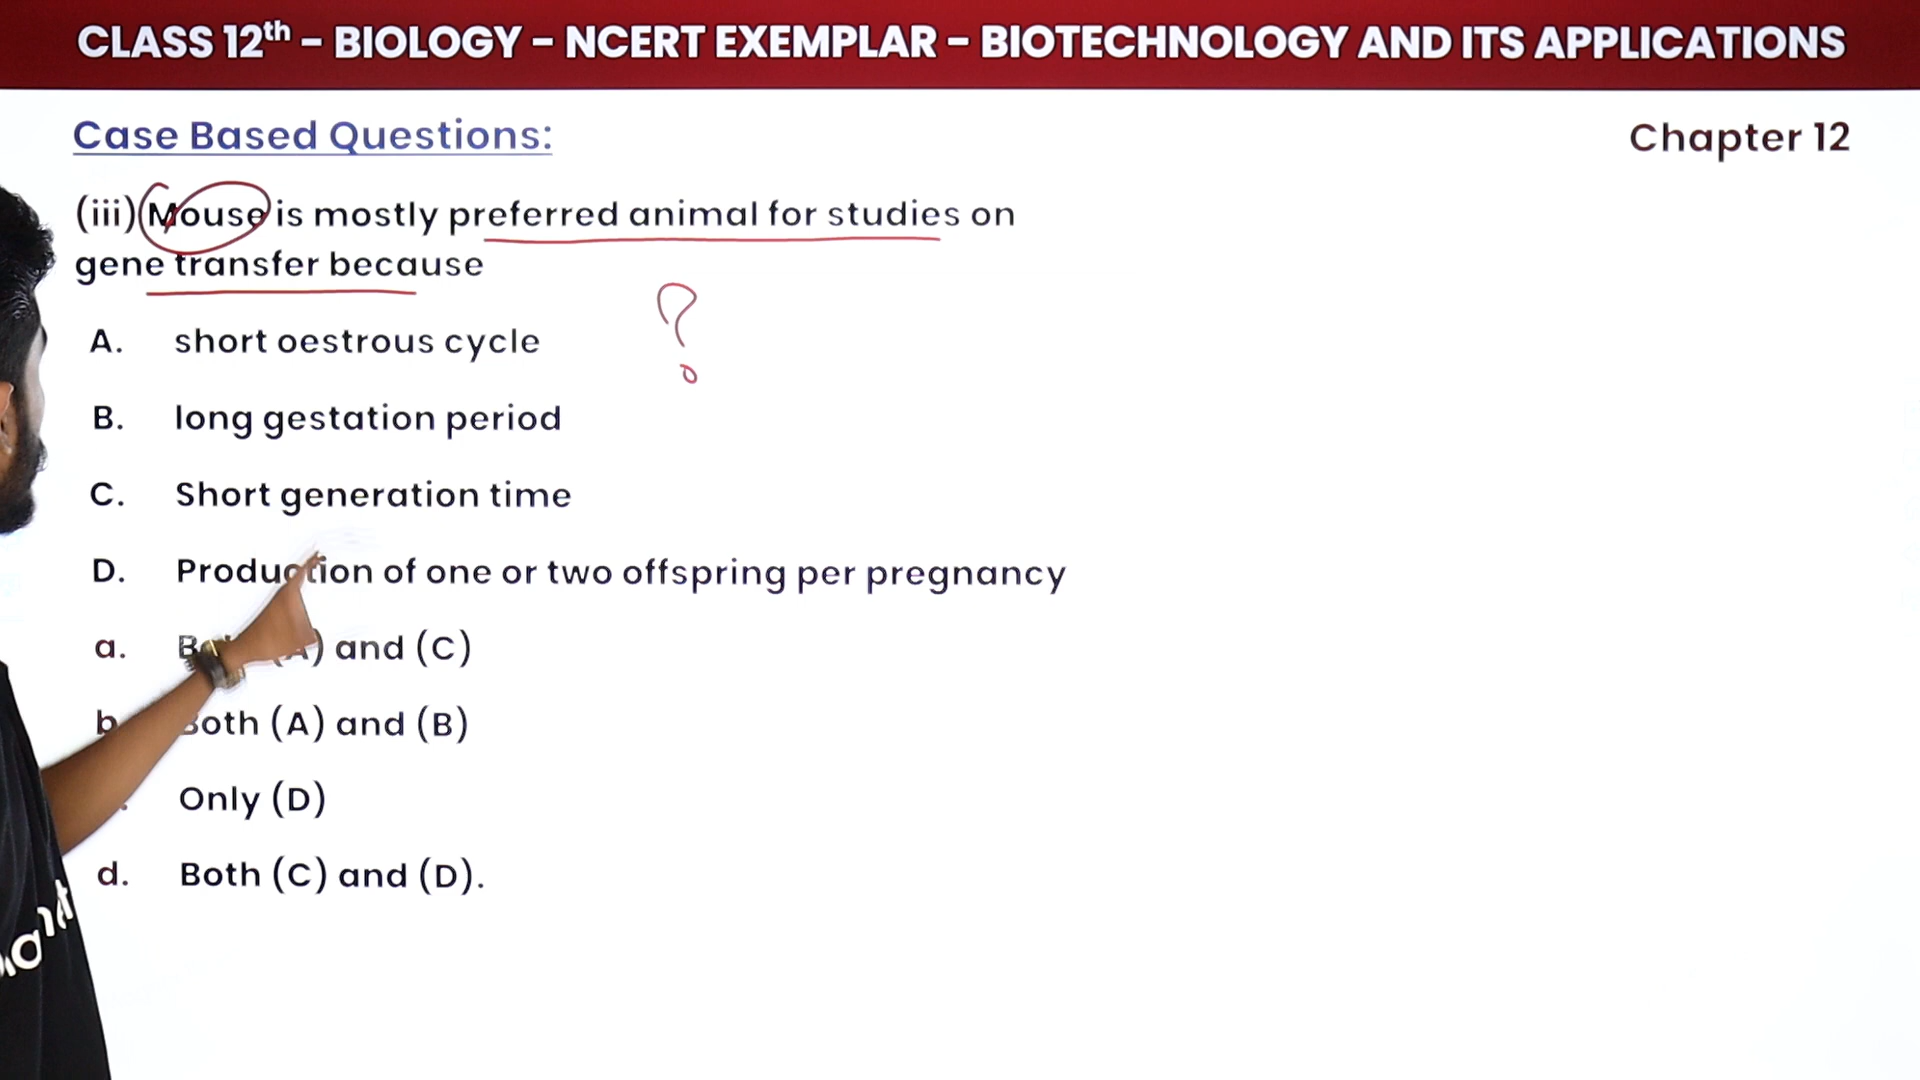 CLASS 12th – BIOLOGY – NCERT EXEMPLAR – BIOTECHNOLOGY AND ITS APPLICATIONS
Case Based Questions:
Chapter 12
(iii) Mouse is mostly preferred animal for studies on
gene transfer because
?
A. short oestrous cycle
B. long gestation period
C. Short generation time
D. Production of one or two offspring per pregnancy
a. and (C)
b Both (A) and (B)
Only (D)
d. Both (C) and (D).